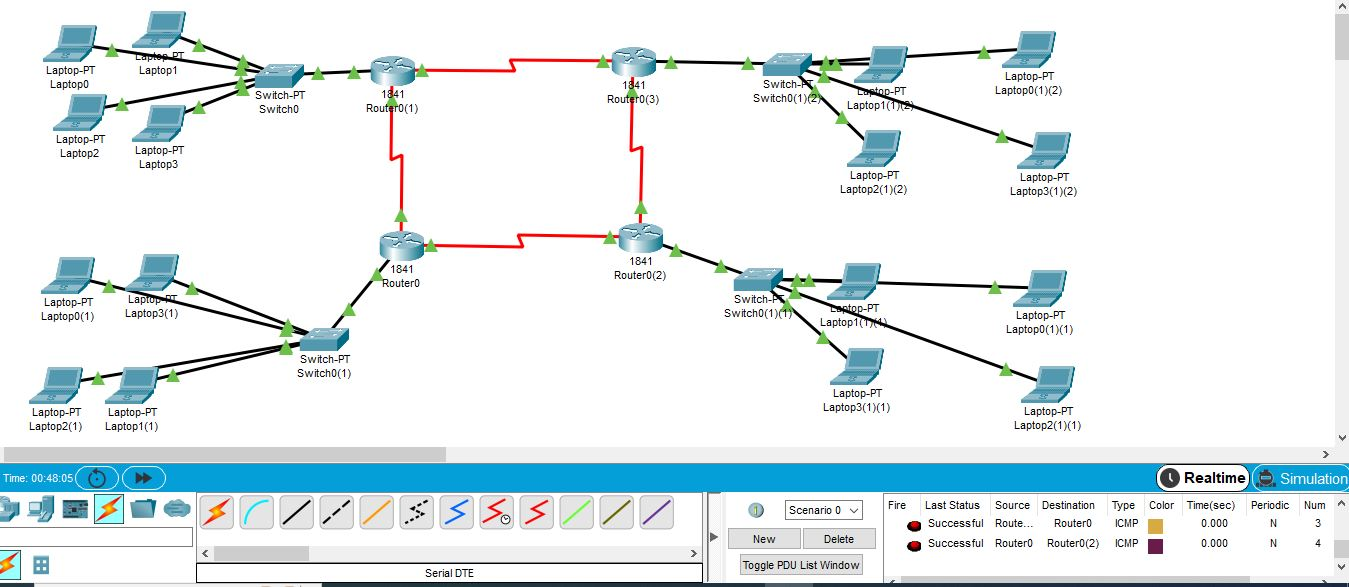 Laptop-PT
Laptop0
Laptop-PT
Laptop1
Laptop-PT
Laptop2
Laptop-PT
Laptop3
Switch-PT
Switch0
1841
Router0(1)
1841
Router0(3)
Switch-PT
Switch0(1)(2)
Laptop-PT
Laptop1(1)(2)
Laptop-PT
Laptop0(1)(2)
Laptop-PT
Laptop2(1)(2)
Laptop-PT
Laptop3(1)(2)
Laptop-PT
Laptop0(1)
Laptop-PT
Laptop3(1)
1841
Router0
1841
Router0(2)
Switch-PT
Switch0(1)
Laptop-PT
Laptop2(1)
Laptop-PT
Laptop1(1)
Switch-PT
Switch0(1)(1)
Laptop-PT
Laptop1(1)(1)
Laptop-PT
Laptop0(1)(1)
Laptop-PT
Laptop3(1)(1)
Laptop-PT
Laptop2(1)(1)
Time: 00:48:05
Realtime
Simulation
Scenario 0
New Delete
Toggle PDU List Window
Serial DTE
Fire Last Status Source Destination Type Color Time(sec) Periodic Num
Successful Route... Router0 ICMP 0.000 N 3
Successful Router0 Router0(2) ICMP 0.000 N 4